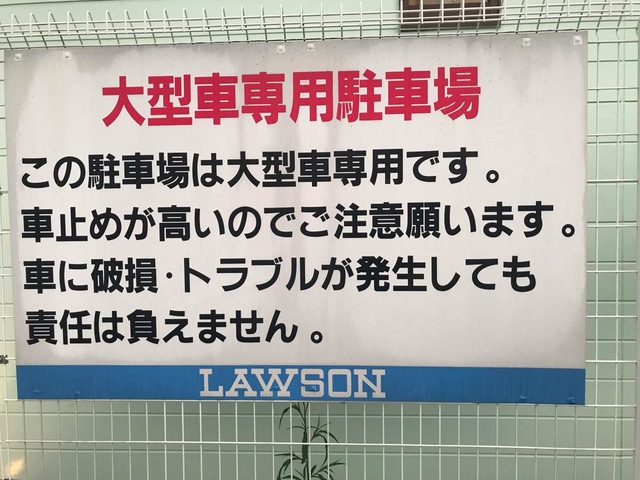 大型車専用駐車場
この駐車場は大型車専用です。
車止めが高いのでご注意願います。
車に破損・トラブルが発生しても
責任は負えません。
LAWSON